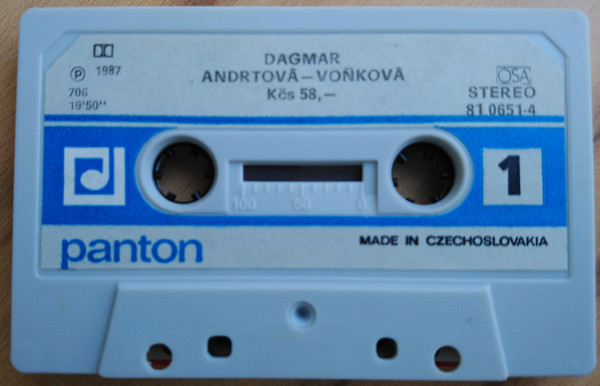 ℗ 1987
DAGMAR
ANDRTOVÁ-VOŇKOVÁ
Kčs 58,—
706
19'50"
OSA
STEREO
81 0651-4
1
100 50 0
panton
MADE IN CZECHOSLOVAKIA